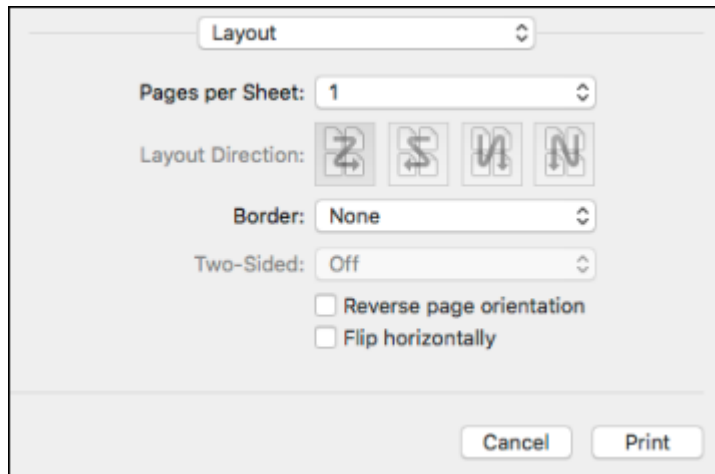 Layout
Pages per Sheet: 1
Layout Direction:
Border: None
Two-Sided: Off
Reverse page orientation
Flip horizontally
Cancel Print